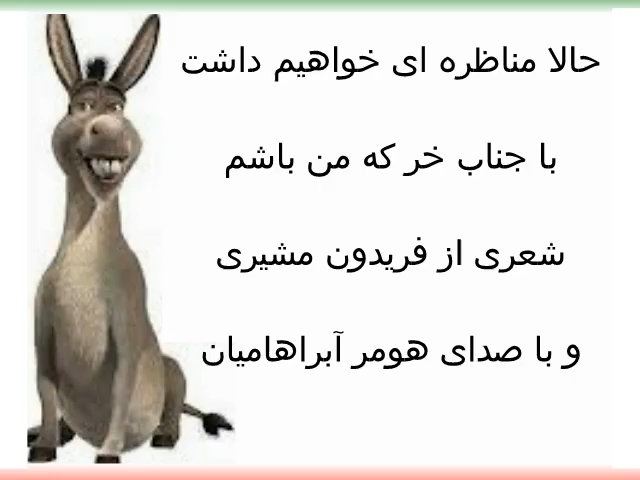 حالا مناظره ای خواهیم داشت
با جناب خر که من باشم
شعری از فریدون مشیری
و با صدای هومر آبراهامیان